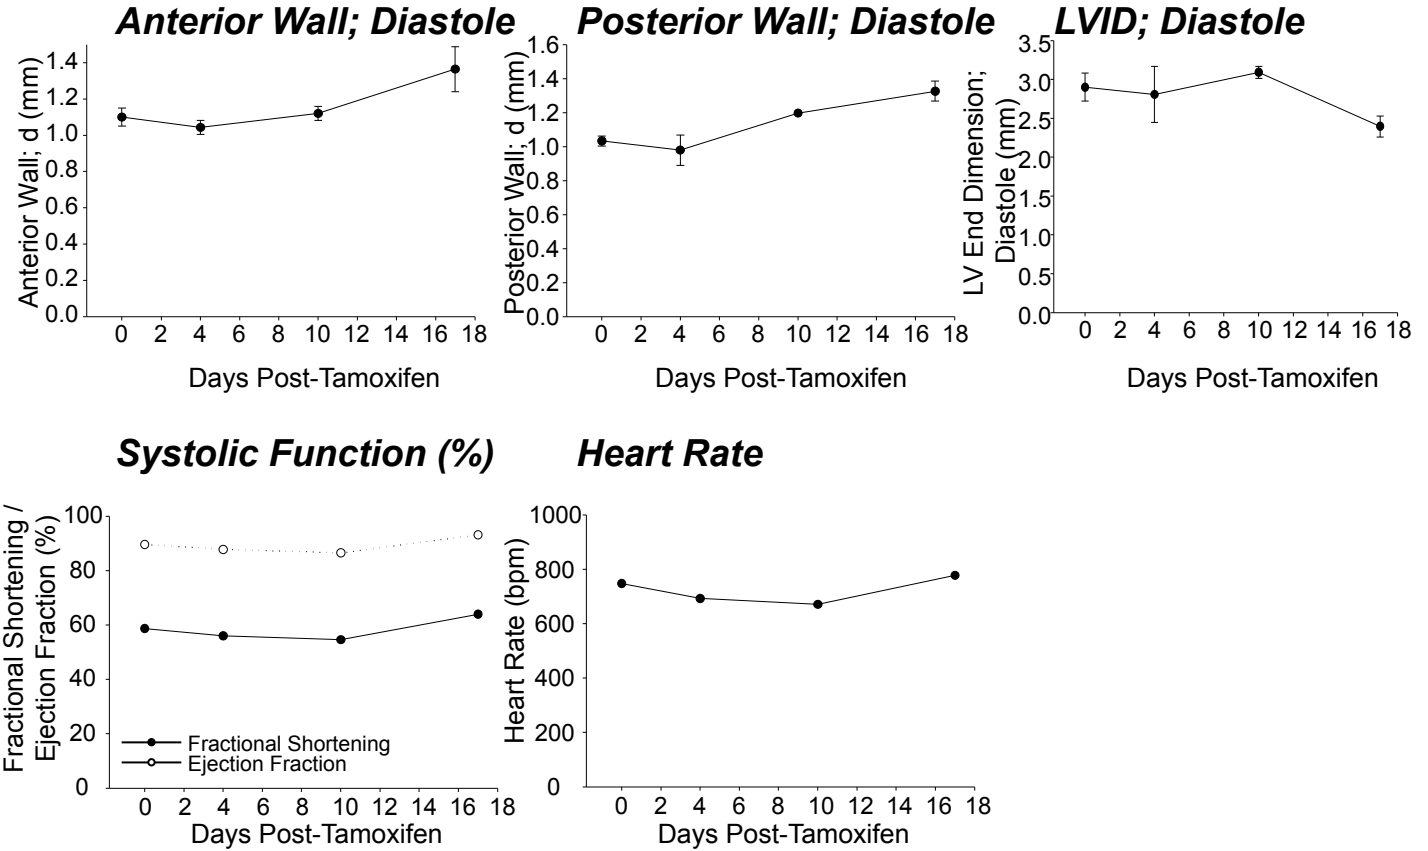 Anterior Wall; Diastole
Anterior Wall; d (mm)
1.4
1.2
1.0
0.8
0.6
0.4
0.2
0.0
0 2 4 6 8 10 12 14 16 18
Days Post-Tamoxifen
Posterior Wall; Diastole
Posterior Wall; d (mm)
1.6
1.4
1.2
1.0
0.8
0.6
0.4
0.2
0.0
0 2 4 6 8 10 12 14 16 18
Days Post-Tamoxifen
LVID; Diastole
LV End Dimension;
Diastole (mm)
3.5
3.0
2.5
2.0
1.5
1.0
0.5
0.0
0 2 4 6 8 10 12 14 16 18
Days Post-Tamoxifen
Systolic Function (%)
Fractional Shortening /
Ejection Fraction (%)
100
80
60
40
20
0
Fractional Shortening
Ejection Fraction
0 2 4 6 8 10 12 14 16 18
Days Post-Tamoxifen
Heart Rate
Heart Rate (bpm)
1000
800
600
400
200
0
0 2 4 6 8 10 12 14 16 18
Days Post-Tamoxifen